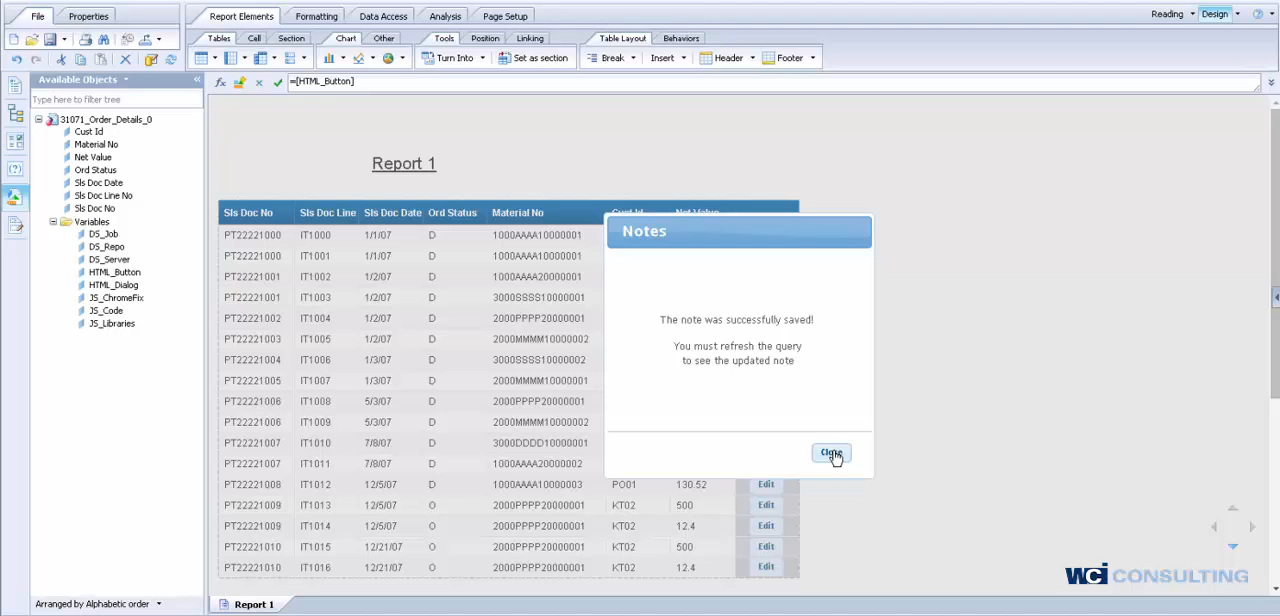 File Properties Report Elements Formatting Data Access Analysis Page Setup Reading Design
Tables Cell Section Chart Other Tools Position Linking Table Layout Behaviors
Turn Into Set as section Break Insert Header Footer
Available Objects =[HTML_Button]
Type here to filter tree
31071_Order_Details_0
Cust Id
Material No
Net Value
Ord Status
Sls Doc Date
Sls Doc Line No
Sls Doc No
Variables
DS_Job
DS_Repo
DS_Server
HTML_Button
HTML_Dialog
JS_ChromeFix
JS_Code
JS_Libraries
Arranged by Alphabetic order
Report 1
Sls Doc No Sls Doc Line Sls Doc Date Ord Status Material No Cust Id Net Value
PT22221000 IT1000 1/1/07 D 1000AAAA10000001
PT22221000 IT1001 1/1/07 D 1000AAAA10000001
PT22221000 IT1002 1/2/07 D 1000AAAA20000001
PT22221001 IT1003 1/2/07 D 3000SSSS10000001
PT22221002 IT1004 1/2/07 D 2000PPPP20000001
PT22221003 IT1005 1/2/07 D 2000MMMM10000002
PT22221004 IT1006 1/3/07 D 3000SSSS10000002
PT22221005 IT1007 1/3/07 D 2000MMMM10000001
PT22221006 IT1008 5/3/07 D 2000PPPP20000001
PT22221006 IT1009 5/3/07 D 2000MMMM10000002
PT22221007 IT1010 7/8/07 D 3000DDDD10000001
PT22221007 IT1011 7/8/07 D 1000AAAA20000002
PT22221008 IT1012 12/5/07 D 1000AAAA10000003 PO01 130.52 Edit
PT22221009 IT1013 12/5/07 O 2000PPPP20000001 KT02 500 Edit
PT22221009 IT1014 12/5/07 O 2000PPPP20000001 KT02 12.4 Edit
PT22221010 IT1015 12/21/07 O 2000PPPP20000001 KT02 500 Edit
PT22221010 IT1016 12/21/07 O 2000PPPP20000001 KT02 12.4 Edit
Notes
The note was successfully saved!
You must refresh the query
to see the updated note
Close
WCI CONSULTING
Report 1